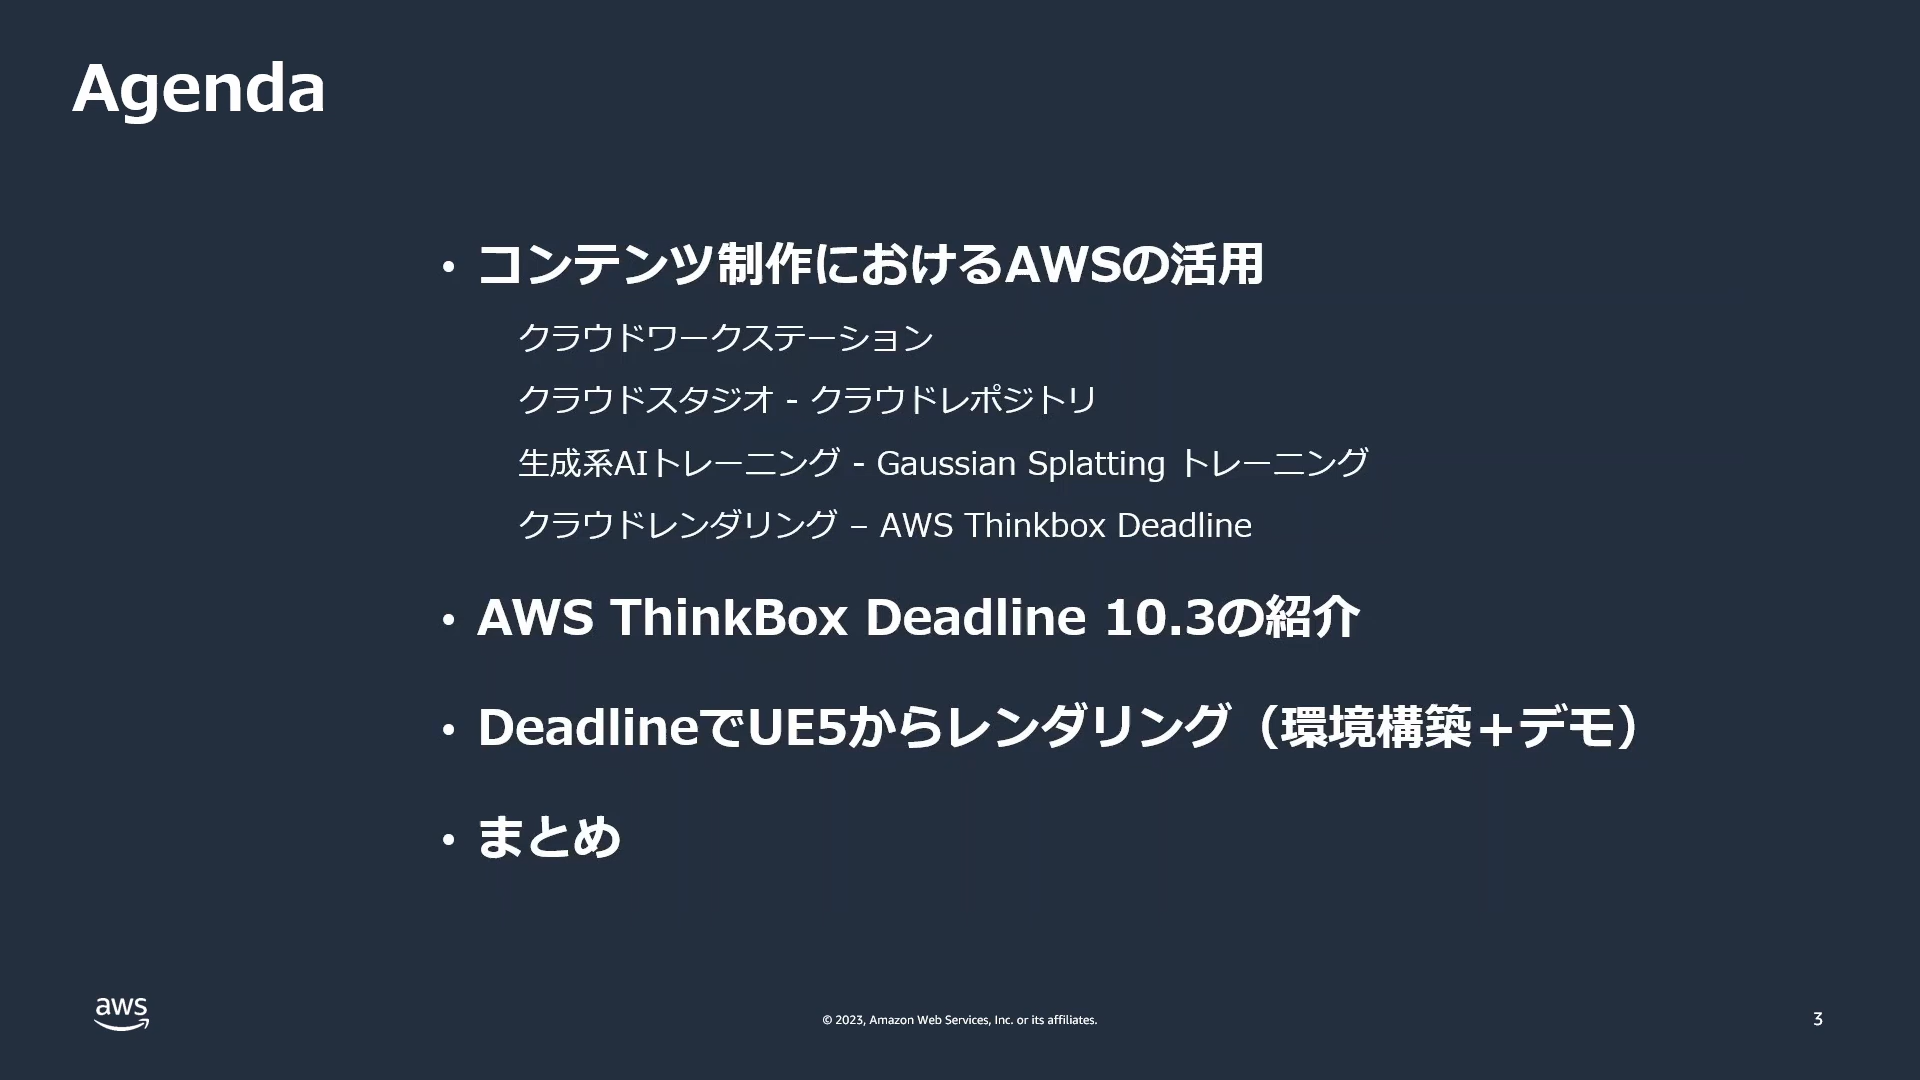 Agenda
• コンテンツ制作におけるAWSの活用
クラウドワークステーション
クラウドスタジオ - クラウドレポジトリ
生成系AIトレーニング - Gaussian Splatting トレーニング
クラウドレンダリング – AWS Thinkbox Deadline
• AWS ThinkBox Deadline 10.3の紹介
• DeadlineでUE5からレンダリング（環境構築＋デモ）
• まとめ
aws
© 2023, Amazon Web Services, Inc. or its affiliates.
3